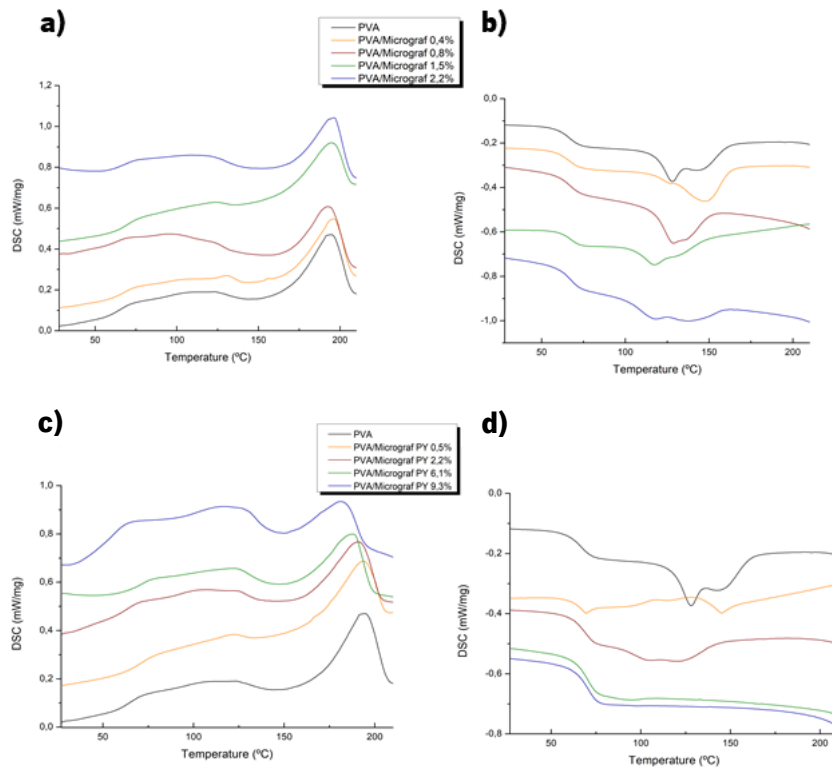 a)
PVA
PVA/Micrograf 0,4%
PVA/Micrograf 0,8%
PVA/Micrograf 1,5%
PVA/Micrograf 2,2%
b)
1,2
1,0
0,8
0,6
0,4
0,2
0,0
DSC (mW/mg)
50
100
150
200
Temperature (ºC)
0,0
-0,2
-0,4
-0,6
-0,8
-1,0
DSC (mW/mg)
50
100
150
200
Temperature (ºC)
c)
PVA
PVA/Micrograf PY 0,5%
PVA/Micrograf PY 2,2%
PVA/Micrograf PY 6,1%
PVA/Micrograf PY 9,3%
d)
1,0
0,8
0,6
0,4
0,2
0,0
DSC (mW/mg)
50
100
150
200
Temperature (ºC)
0,0
-0,2
-0,4
-0,6
-0,8
DSC (mW/mg)
50
100
150
200
Temperature (ºC)